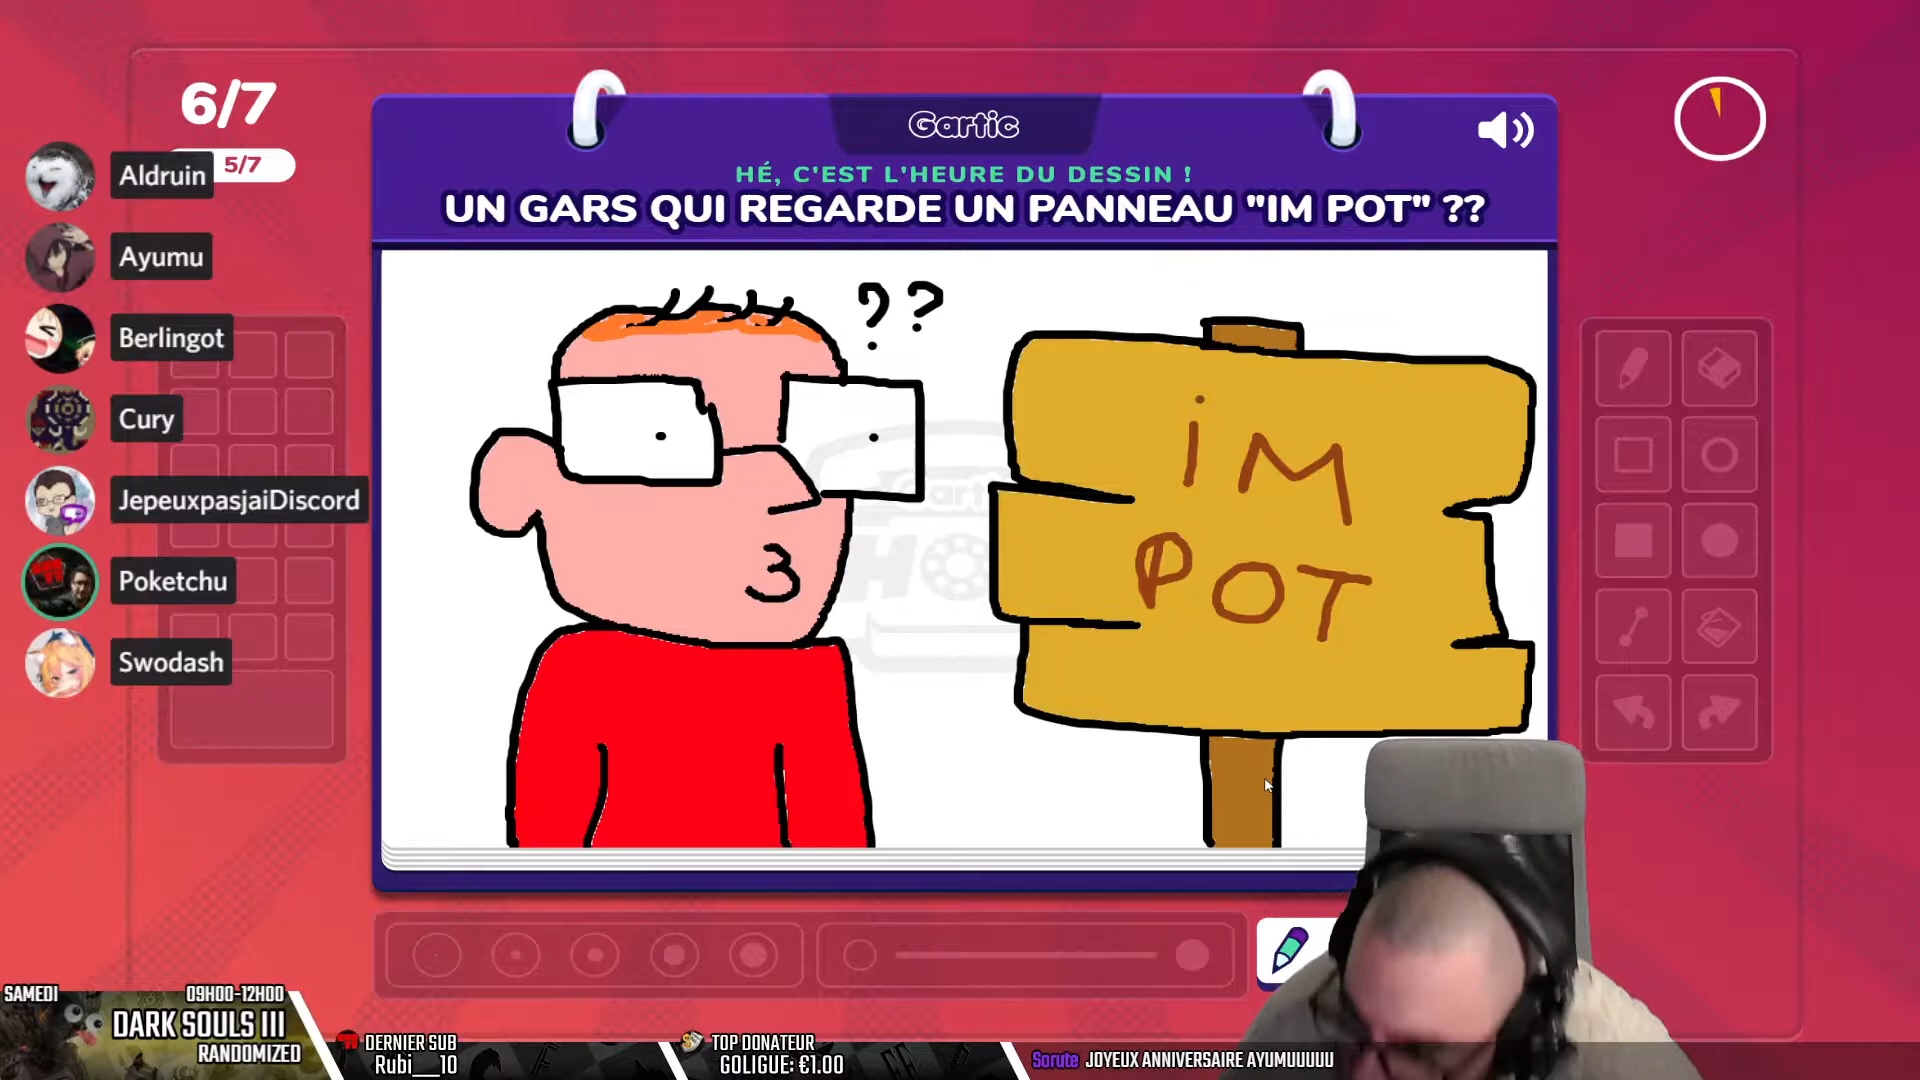 6/7
5/7
Aldruin
Ayumu
Berlingot
Cury
JepeuxpasjaiDiscord
Poketchu
Swodash
Gartic
HÉ, C'EST L'HEURE DU DESSIN !
UN GARS QUI REGARDE UN PANNEAU "IM POT" ??
??
iM
POT
SAMEDI
09H00-12H00
DARK SOULS III
RANDOMIZED
DERNIER SUB
Rubi__10
TOP DONATEUR
GOLIGUE: €1.00
Sorute JOYEUX ANNIVERSAIRE AYUMUUUUU